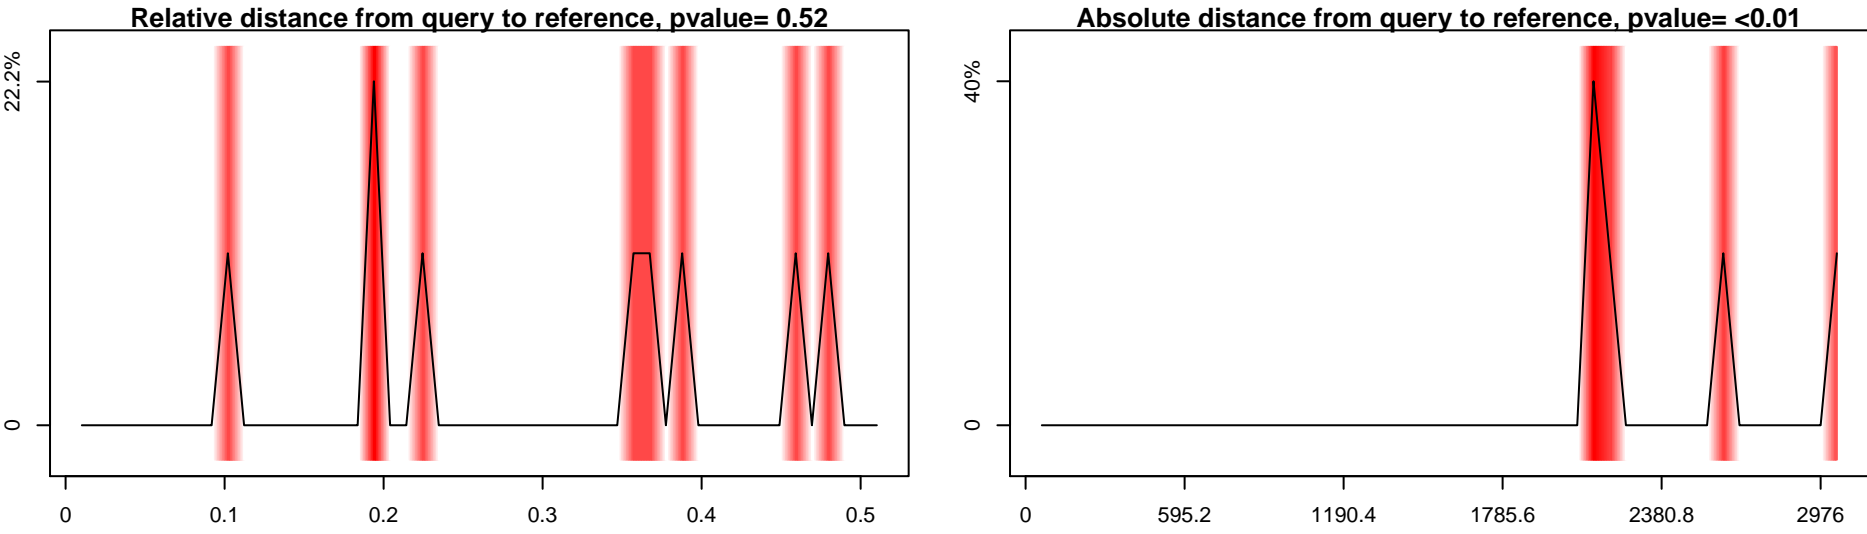 Relative distance from query to reference, pvalue= 0.52
22.2%
0
0 0.1 0.2 0.3 0.4 0.5
Absolute distance from query to reference, pvalue= <0.01
40%
0
0 595.2 1190.4 1785.6 2380.8 2976